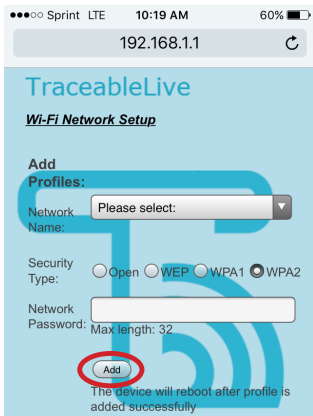 Sprint LTE 10:19 AM 60%
192.168.1.1
TraceableLive
Wi-Fi Network Setup
Add
Profiles:
Network
Name:
Please select:
Security
Type:
Open WEP WPA1 WPA2
Network
Password:
Max length: 32
Add
The device will reboot after profile is
added successfully